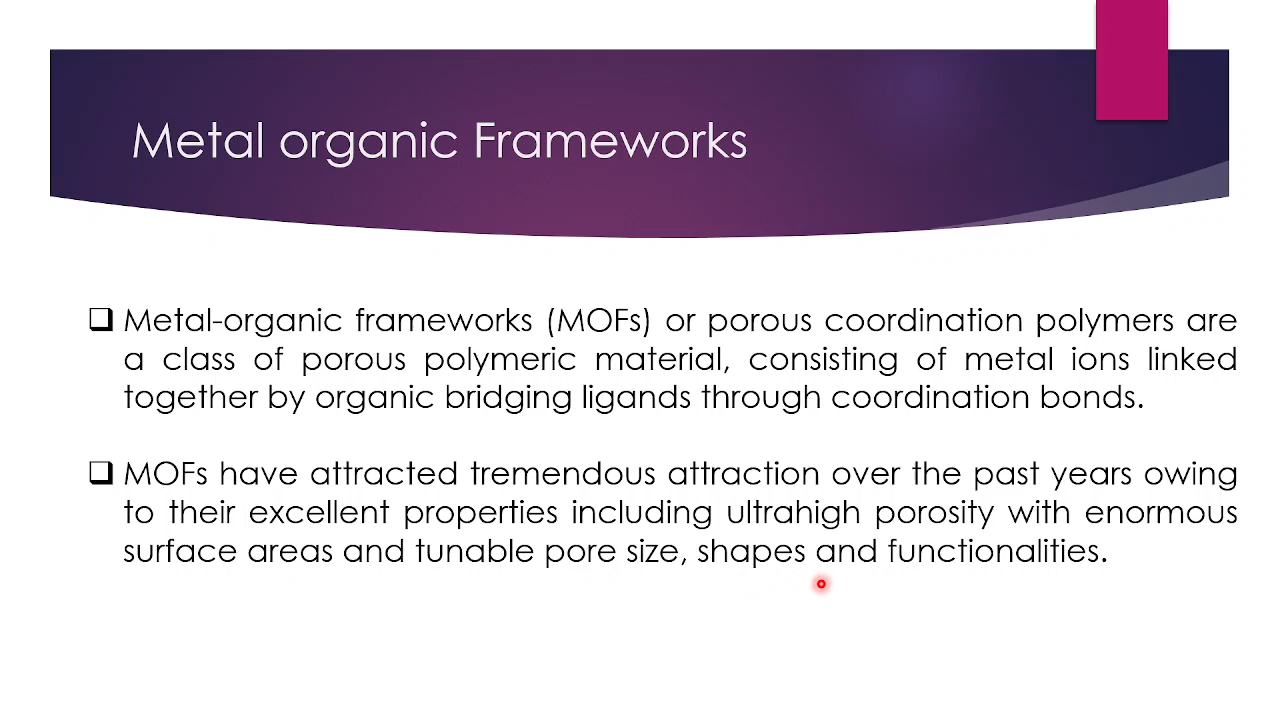 Metal organic Frameworks
❑ Metal-organic frameworks (MOFs) or porous coordination polymers are
a class of porous polymeric material, consisting of metal ions linked
together by organic bridging ligands through coordination bonds.
❑ MOFs have attracted tremendous attraction over the past years owing
to their excellent properties including ultrahigh porosity with enormous
surface areas and tunable pore size, shapes and functionalities.